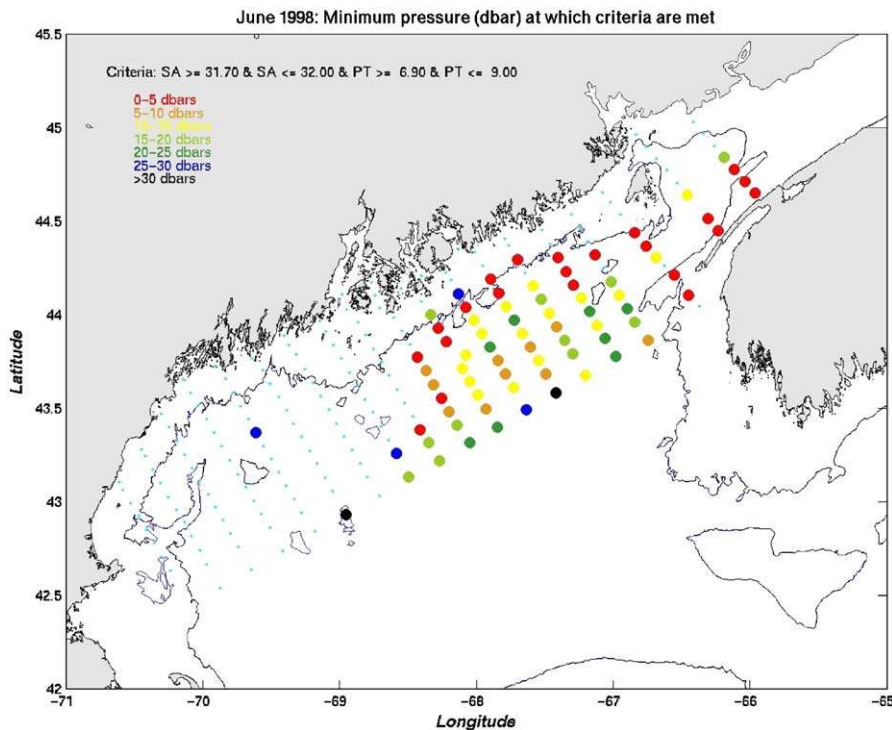 June 1998: Minimum pressure (dbar) at which criteria are met
Criteria: SA >= 31.70 & SA <= 32.00 & PT >= 6.90 & PT <= 9.00
0-5 dbars
5-10 dbars
10-15 dbars
15-20 dbars
20-25 dbars
25-30 dbars
>30 dbars
45.5
45
44.5
44
43.5
43
42.5
42
Latitude
-71
-70
-69
-68
-67
-66
-65
Longitude